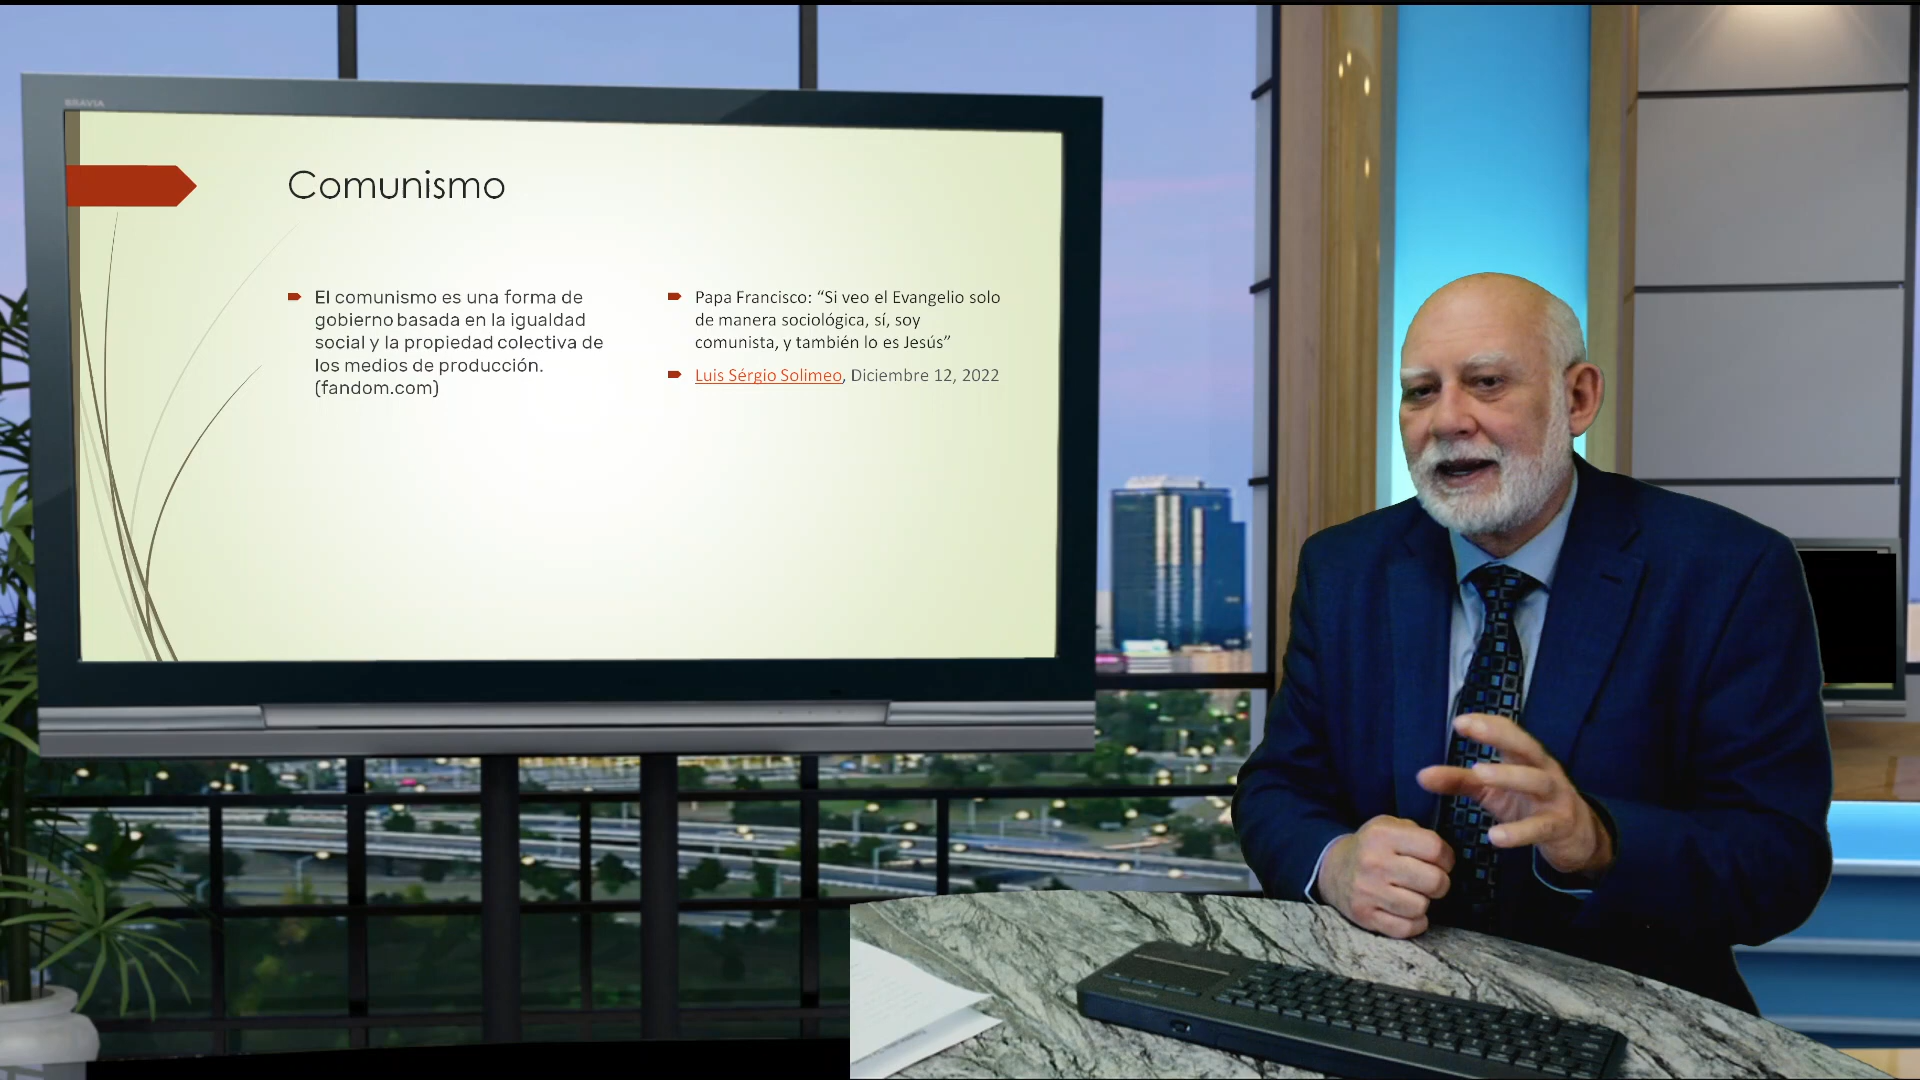 BRAVIA
Comunismo
El comunismo es una forma de
gobierno basada en la igualdad
social y la propiedad colectiva de
los medios de producción.
(fandom.com)
Papa Francisco: “Si veo el Evangelio solo
de manera sociológica, sí, soy
comunista, y también lo es Jesús”
Luis Sérgio Solimeo, Diciembre 12, 2022